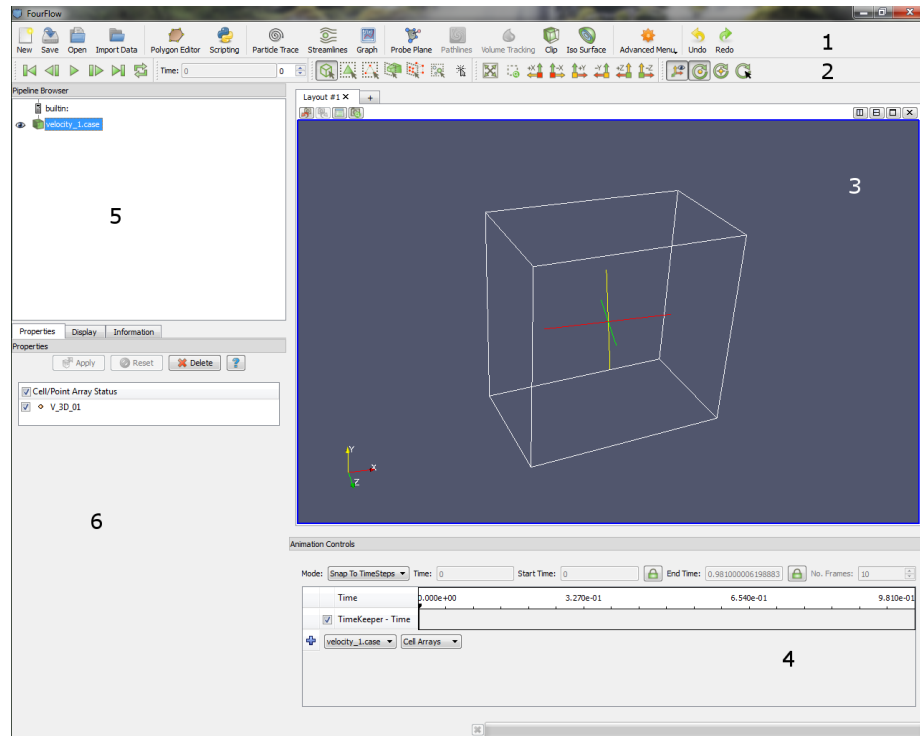 FourFlow
New Save Open Import Data Polygon Editor Scripting Particle Trace Streamlines Graph Probe Plane Pathlines Volume Tracking Clip Iso Surface Advanced Menu Undo Redo
1
Time: 0 0
+X -X +Y -Y +Z -Z
2
Pipeline Browser
builtin:
velocity_1.case
5
Layout #1 X +
3
Y
X
Z
Properties Display Information
Properties
Apply Reset Delete ?
Cell/Point Array Status
V_3D_01
6
Animation Controls
Mode: Snap To TimeSteps Time: 0 Start Time: 0 End Time: 0.981000006198883 No. Frames: 10
Time 0.000e+00 3.270e-01 6.540e-01 9.810e-01
TimeKeeper - Time
velocity_1.case Cell Arrays
4